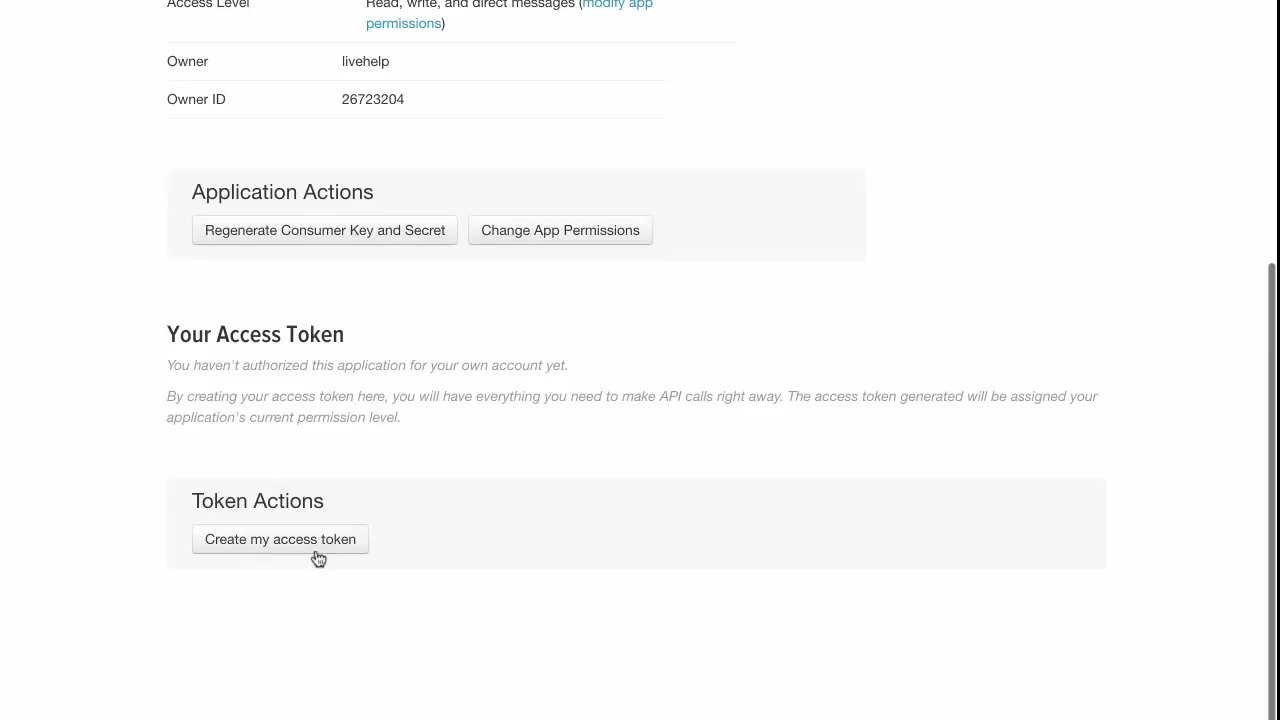 Access Level Read, write, and direct messages (modify app
permissions)
Owner livehelp
Owner ID 26723204
Application Actions
Regenerate Consumer Key and Secret Change App Permissions
Your Access Token
You haven't authorized this application for your own account yet.
By creating your access token here, you will have everything you need to make API calls right away. The access token generated will be assigned your
application's current permission level.
Token Actions
Create my access token